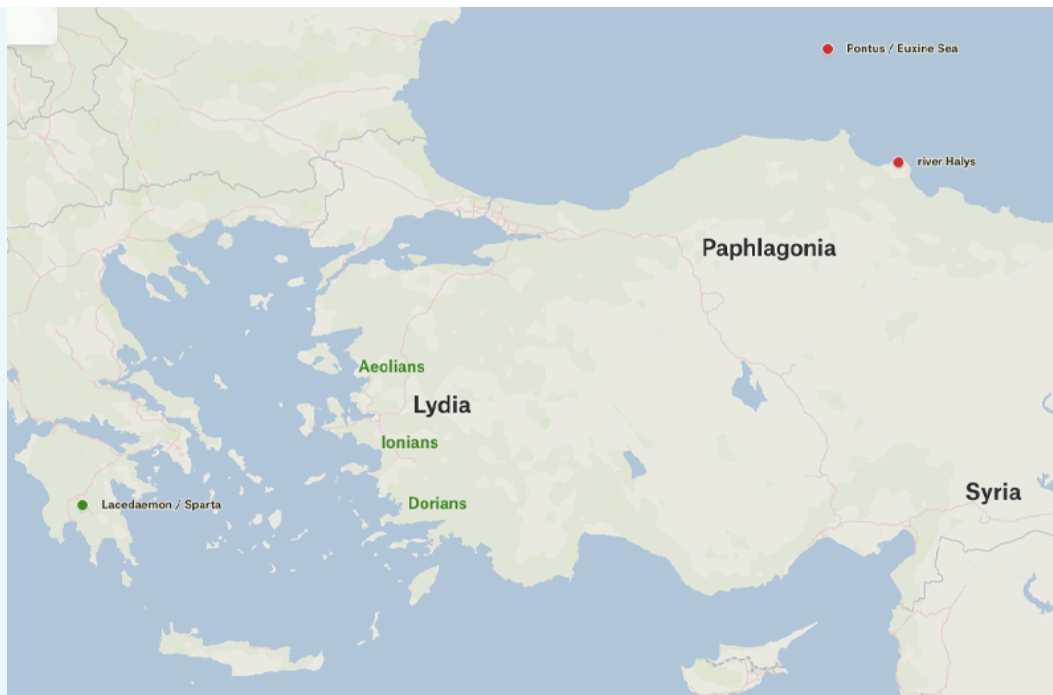 Pontus / Euxine Sea
river Halys
Paphlagonia
Aeolians
Lydia
Ionians
Syria
Lacedaemon / Sparta
Dorians